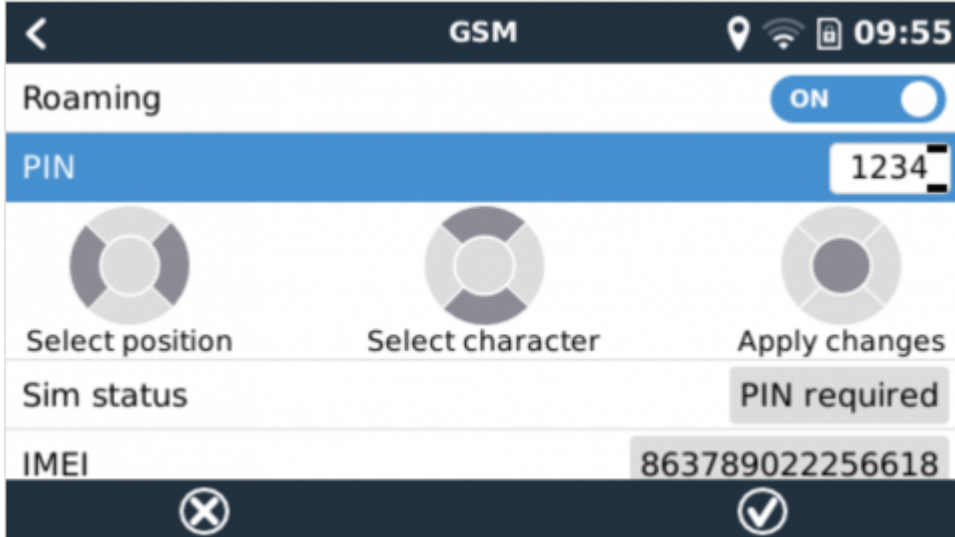 GSM 09:55
Roaming ON
PIN 1234
Select position Select character Apply changes
Sim status PIN required
IMEI 863789022256618